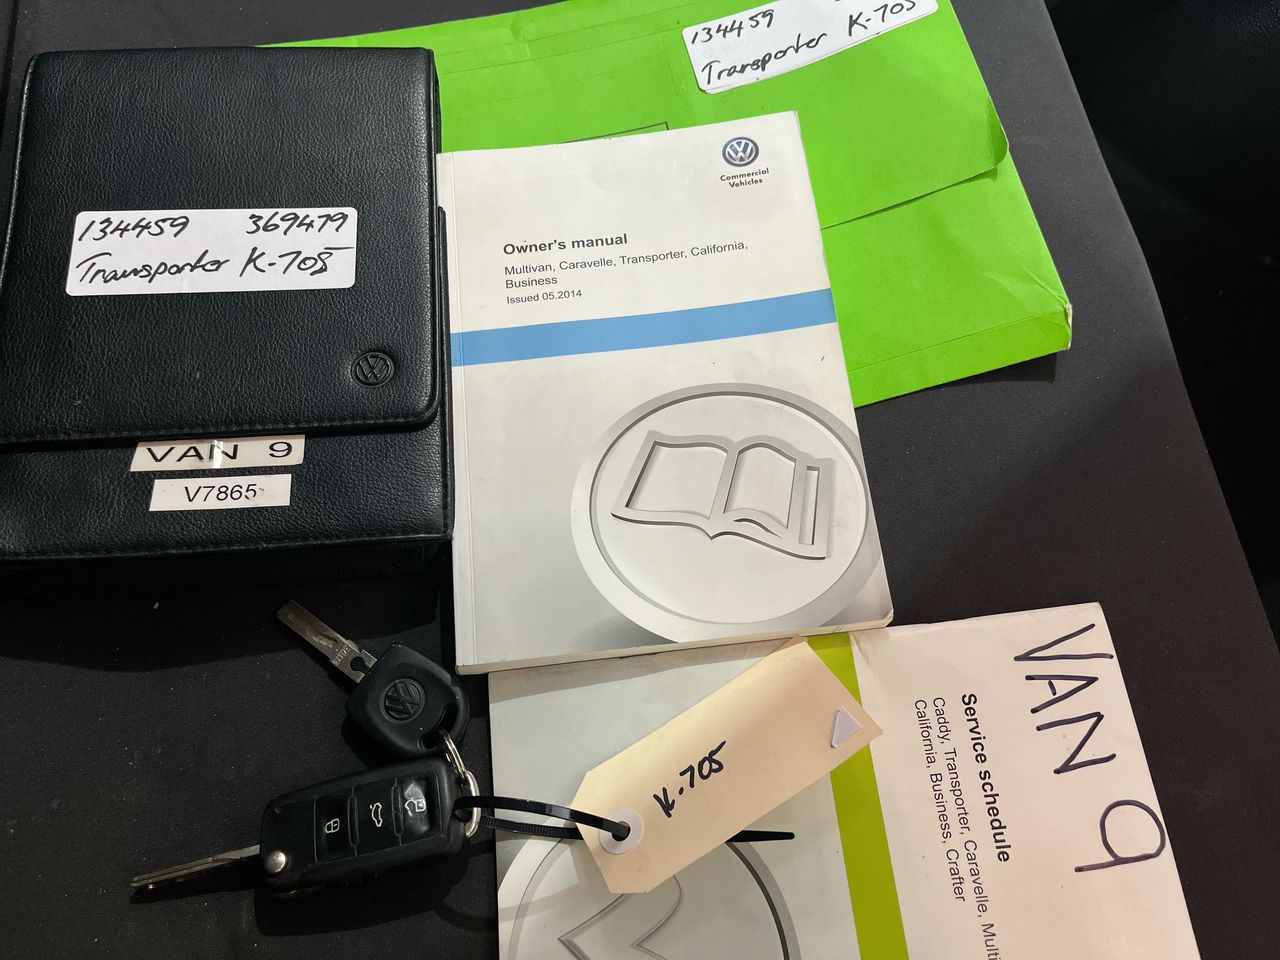 134459 369479
Transporter K-705
VAN 9
V7865
134459
Transporter K-705
Commercial
Vehicles
Owner's manual
Multivan, Caravelle, Transporter, California,
Business
Issued 05.2014
K-705
VAN 9
Service schedule
Caddy, Transporter, Caravelle, Multi
California, Business, Crafter